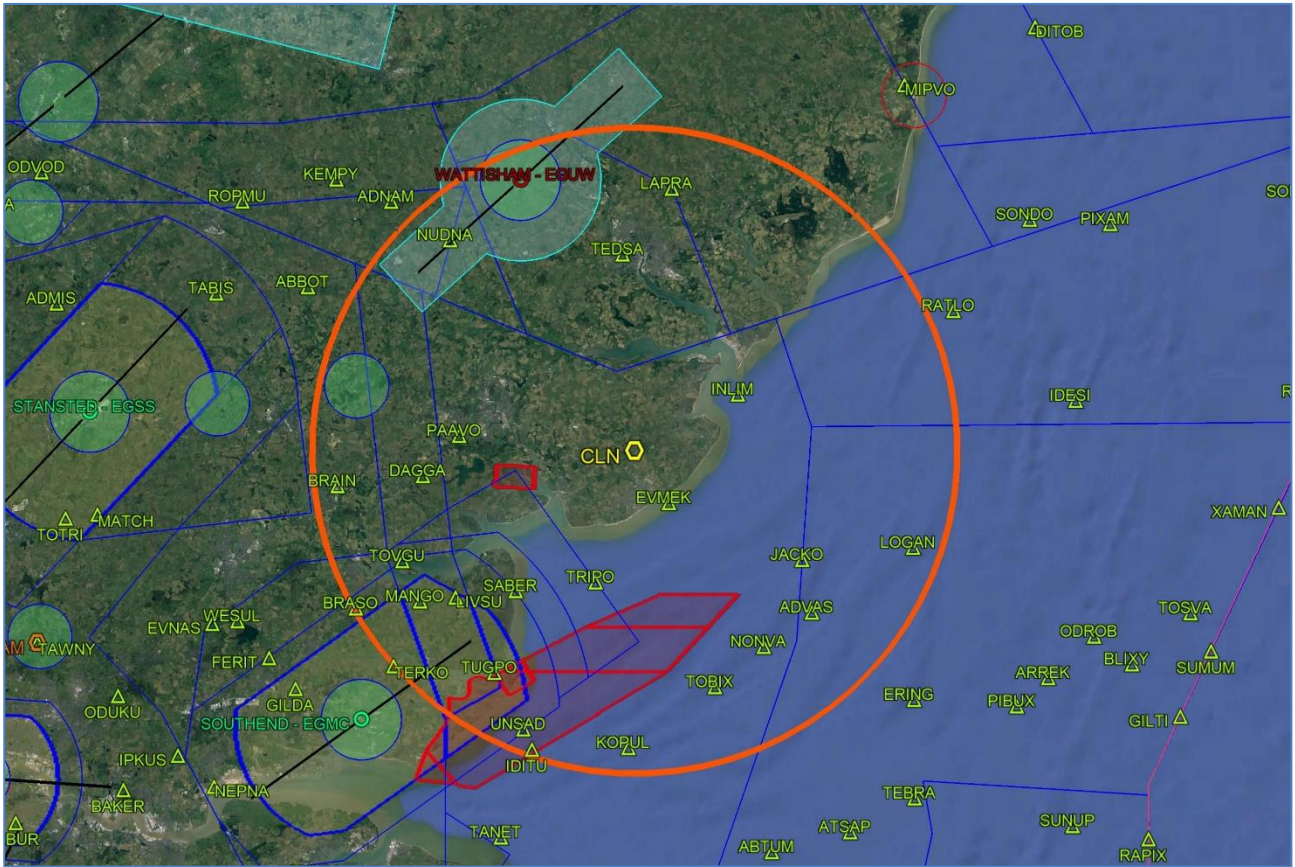 DITOB
MIPVO
ODVOD
KEMPY
WATTISHAM - EGUW
LAPRA
ROPMU
ADNAM
A
SO
SONDO
PIXAM
NUDNA
TEDSA
ADMIS
TABIS
ABBOT
RATLO
INLIM
IDESI
R
STANSTED - EGSS
PAAVO
CLN
DAGGA
BRAIN
EVMEK
XAMAN
TOTRI
MATCH
LOGAN
TOVGU
JACKO
TRIPO
SABER
MANGO
LIVSU
BRASO
ADVAS
TOSVA
WESUL
EVNAS
ODROB
AM
TAWNY
NONVA
FERIT
TERKO
TUGPO
BLIXY
SUMUM
ARREK
TOBIX
ERING
PIBUX
ODUKU
GILDA
SOUTHEND - EGMC
UNSAD
GILTI
KOPUL
IDITU
IPKUS
NEPNA
BAKER
TEBRA
BUR
TANET
ATSAP
SUNUP
ABTUM
RAPIX